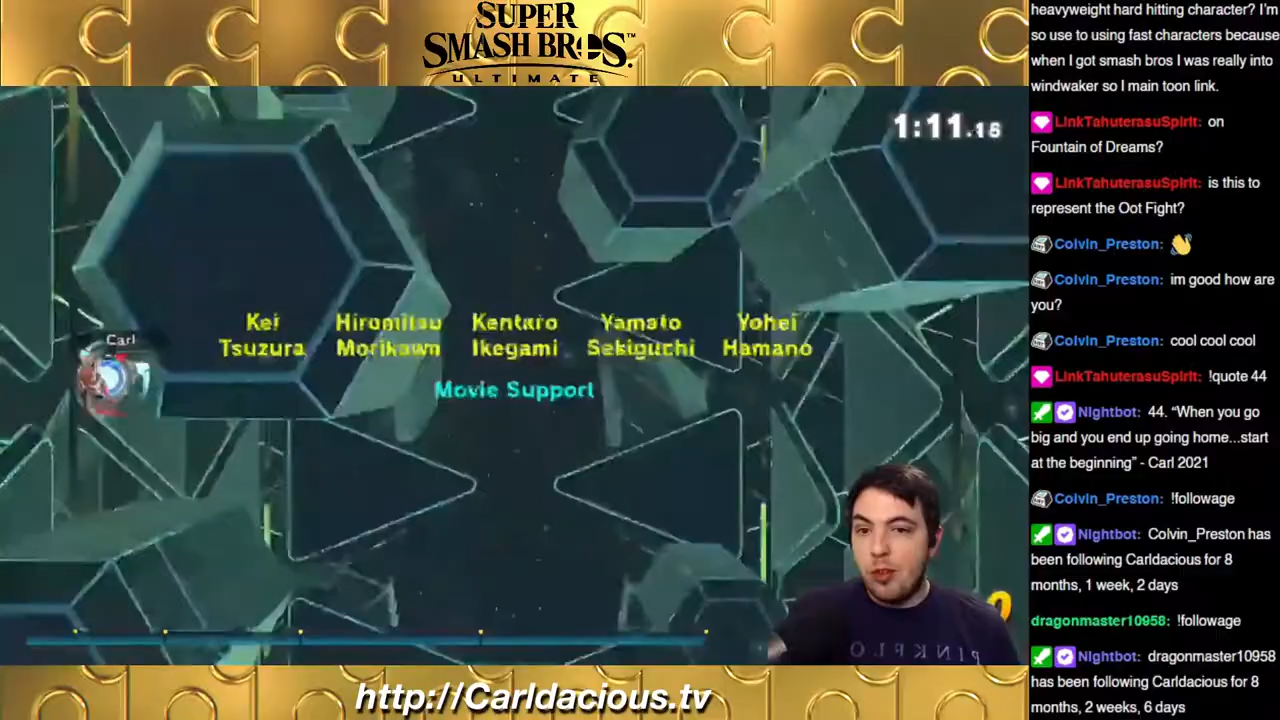 SUPER
SMASH BROS.™
ULTIMATE
1:11.16
Carl
Kei Hiromitsu Kentaro Yamato Yohei
Tsuzura Morikawa Ikegami Sekiguchi Hamano
Movie Support
PINK FLO
http://Carldacious.tv
heavyweight hard hitting character? I'm
so use to using fast characters because
when I got smash bros I was really into
windwaker so I main toon link.
LinkTahuterasuSpirit: on
Fountain of Dreams?
LinkTahuterasuSpirit: is this to
represent the Oot Fight?
Colvin_Preston: 👋
Colvin_Preston: im good how are
you?
Colvin_Preston: cool cool cool
LinkTahuterasuSpirit: !quote 44
Nightbot: 44. “When you go
big and you end up going home...start
at the beginning” - Carl 2021
Colvin_Preston: !followage
Nightbot: Colvin_Preston has
been following Carldacious for 8
months, 1 week, 2 days
dragonmaster10958: !followage
Nightbot: dragonmaster10958
has been following Carldacious for 8
months, 2 weeks, 6 days